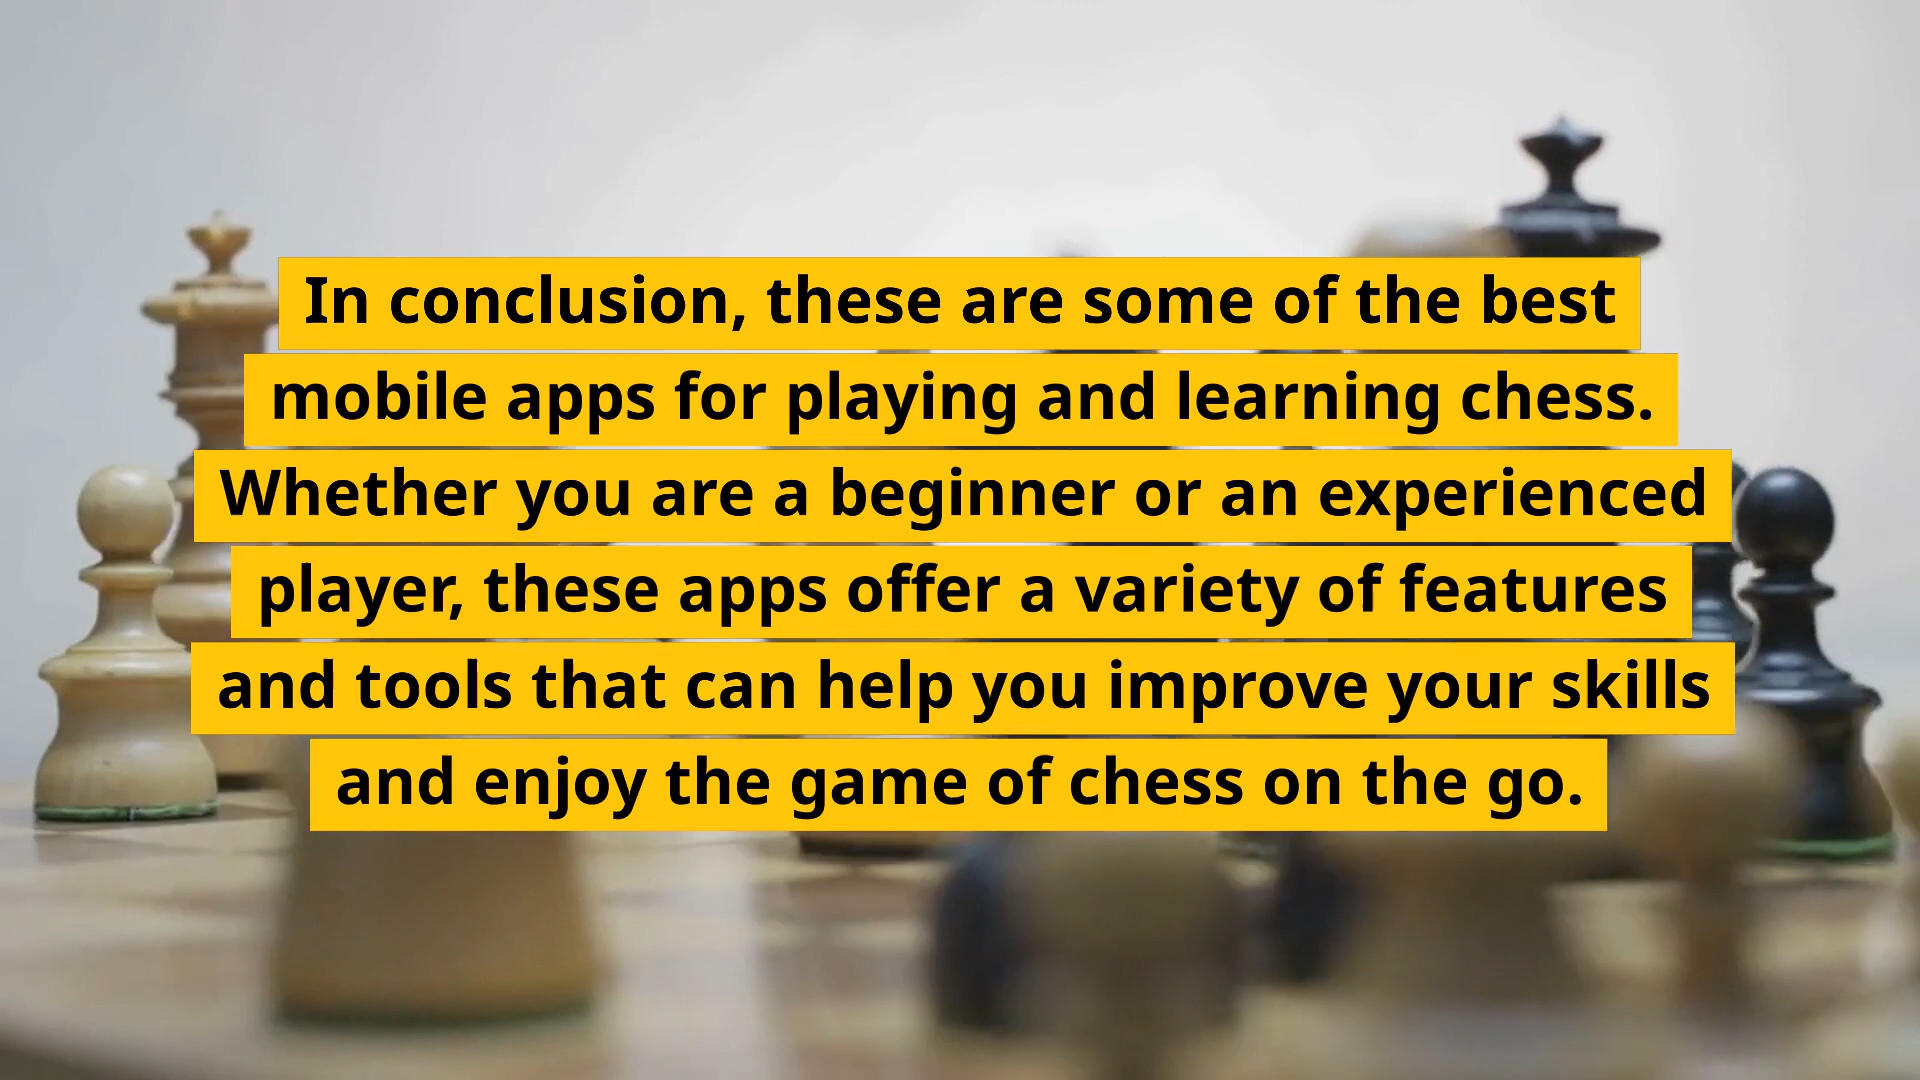 In conclusion, these are some of the best
mobile apps for playing and learning chess.
Whether you are a beginner or an experienced
player, these apps offer a variety of features
and tools that can help you improve your skills
and enjoy the game of chess on the go.